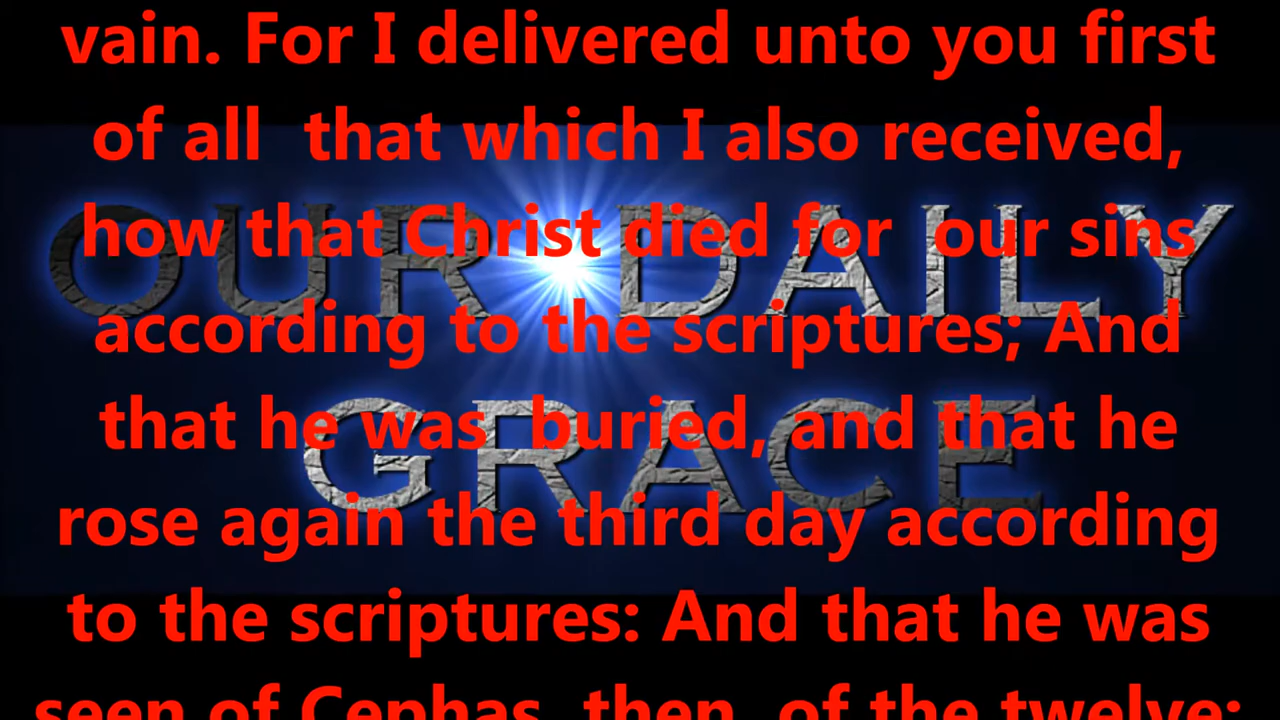 vain. For I delivered unto you first
of all  that which I also received,
how that Christ died for  our sins
OUR DAILY
according to the scriptures; And
that he was  buried, and that he
GRACE
rose again the third day according
to the scriptures: And that he was
seen of Cephas, then  of the twelve: